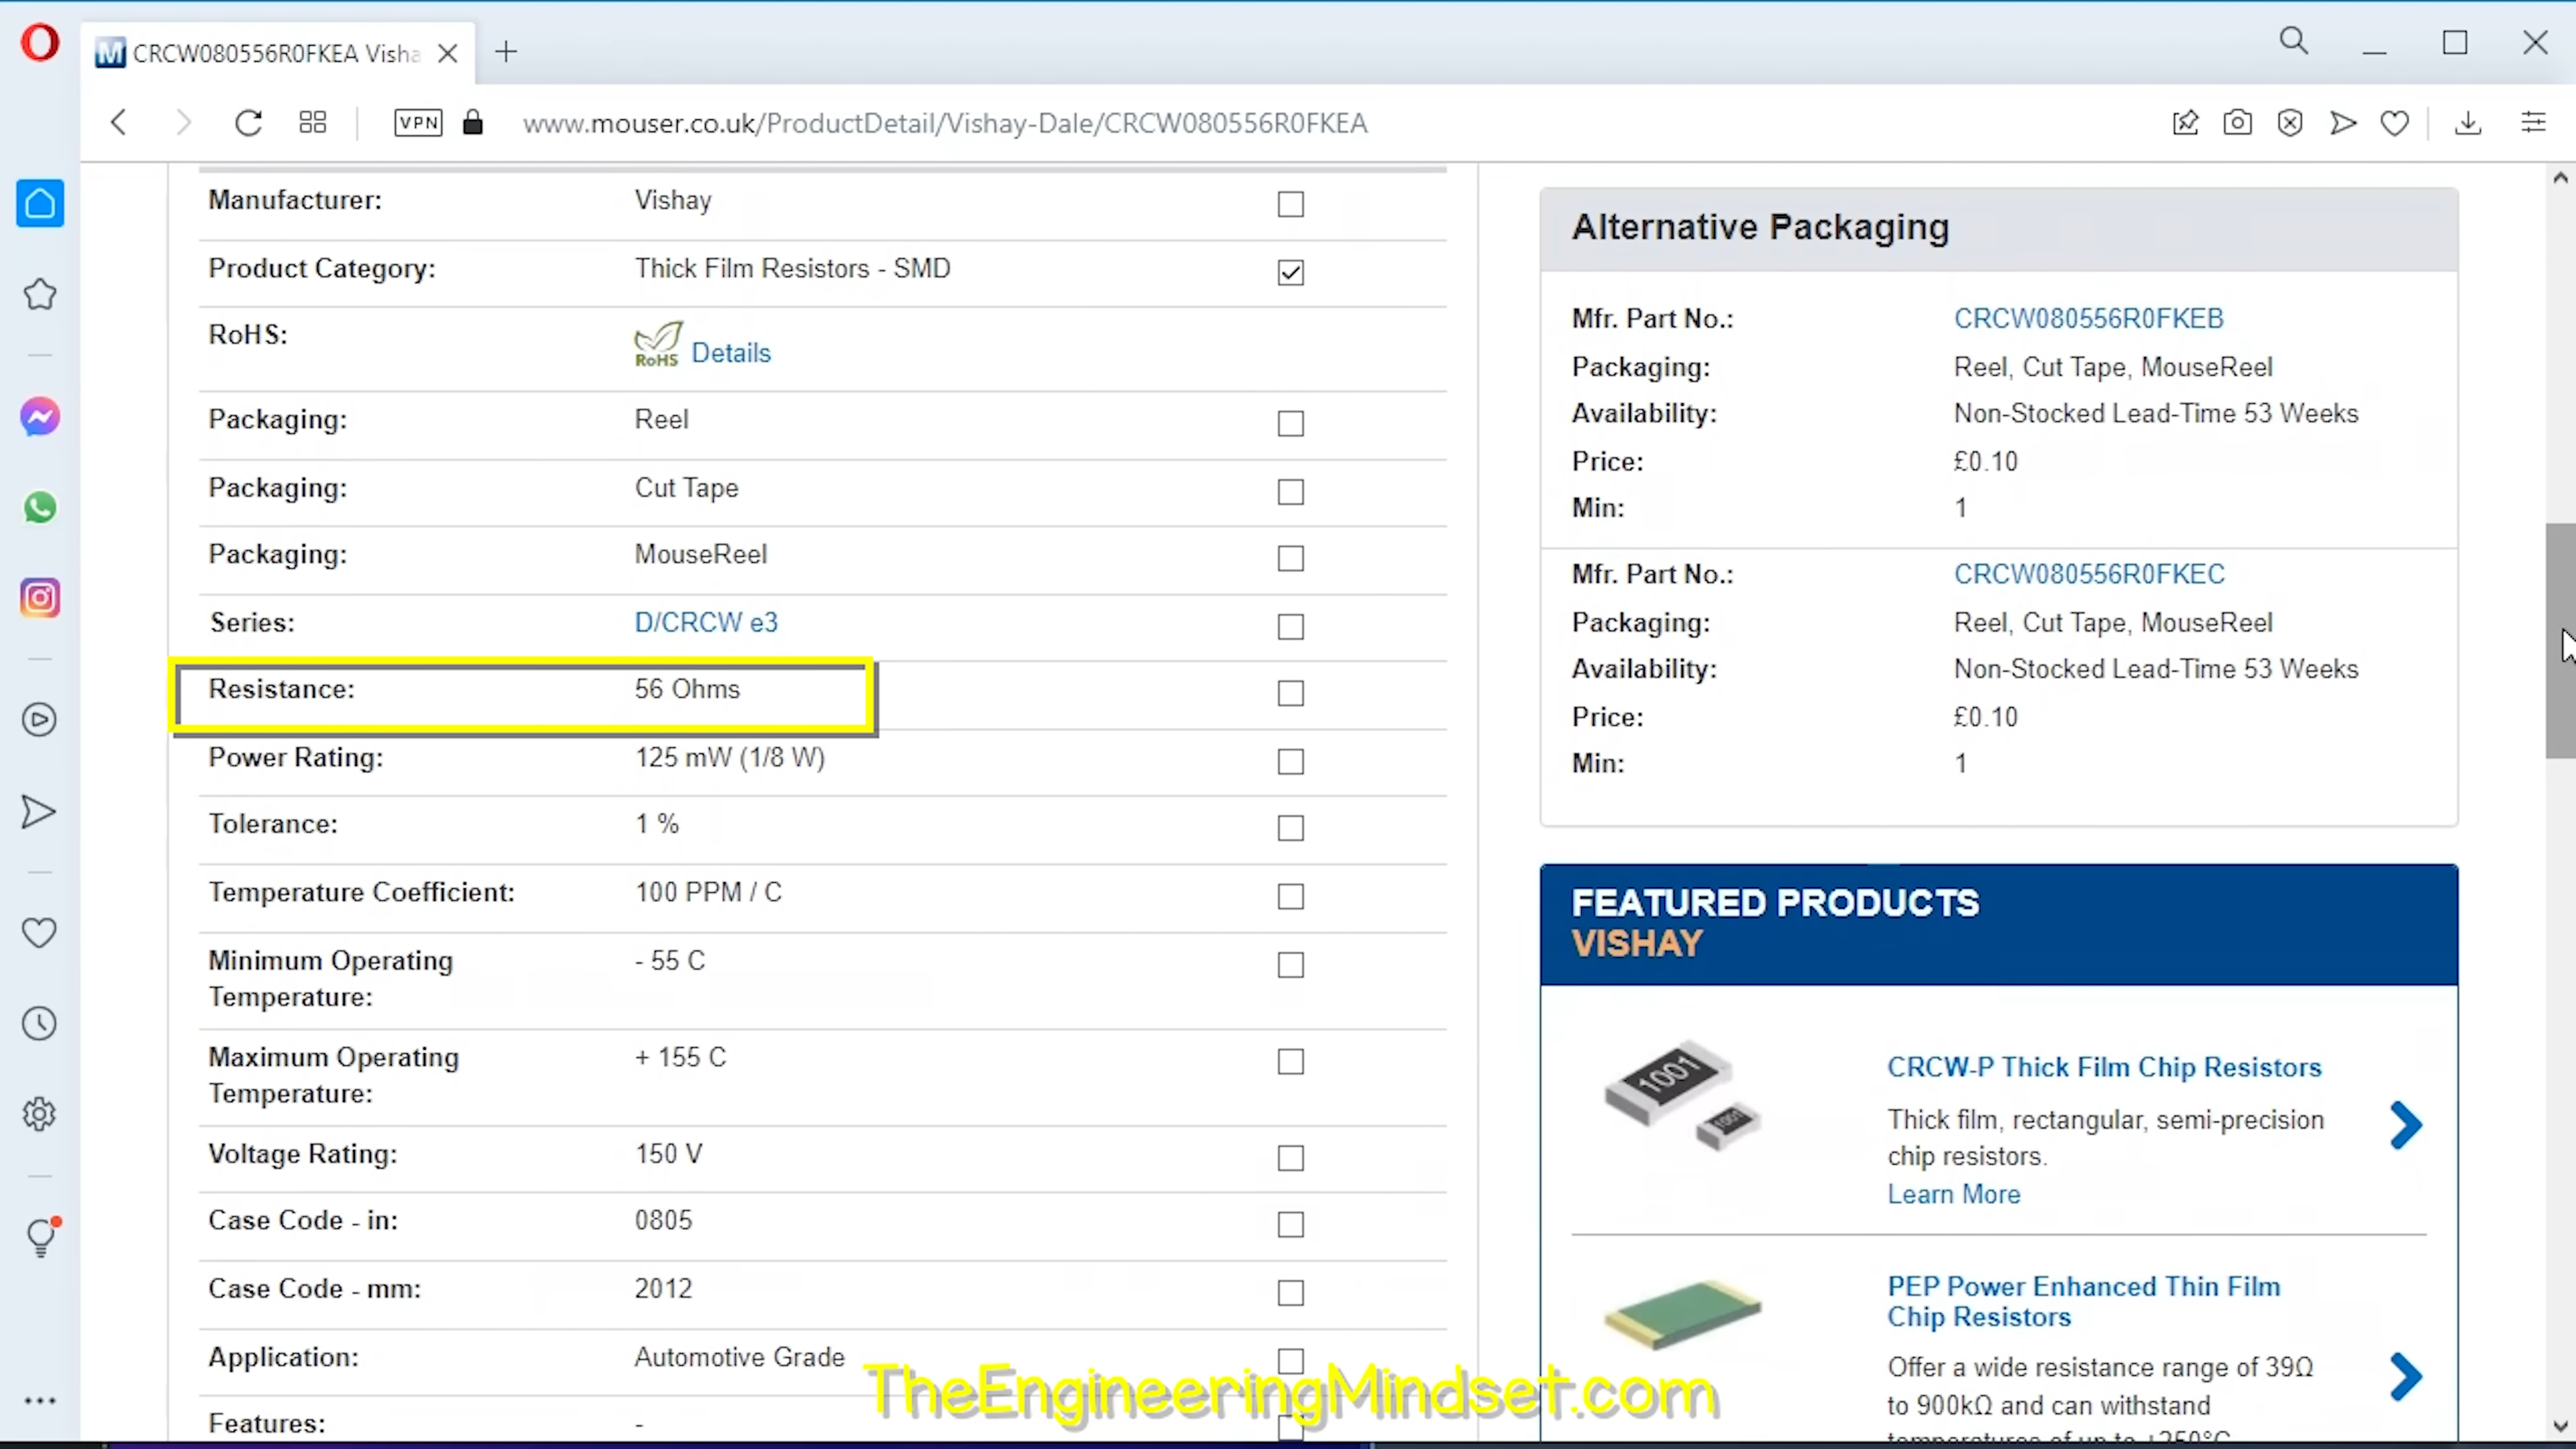 CRCW080556R0FKEA Visha
VPN
www.mouser.co.uk/ProductDetail/Vishay-Dale/CRCW080556R0FKEA
Manufacturer: Vishay
Product Category: Thick Film Resistors - SMD
RoHS: RoHS Details
Packaging: Reel
Packaging: Cut Tape
Packaging: MouseReel
Series: D/CRCW e3
Resistance: 56 Ohms
Power Rating: 125 mW (1/8 W)
Tolerance: 1 %
Temperature Coefficient: 100 PPM / C
Minimum Operating - 55 C
Temperature:
Maximum Operating + 155 C
Temperature:
Voltage Rating: 150 V
Case Code - in: 0805
Case Code - mm: 2012
Application: Automotive Grade
Features: -
Alternative Packaging
Mfr. Part No.: CRCW080556R0FKEB
Packaging: Reel, Cut Tape, MouseReel
Availability: Non-Stocked Lead-Time 53 Weeks
Price: £0.10
Min: 1
Mfr. Part No.: CRCW080556R0FKEC
Packaging: Reel, Cut Tape, MouseReel
Availability: Non-Stocked Lead-Time 53 Weeks
Price: £0.10
Min: 1
FEATURED PRODUCTS
VISHAY
1001
1001
CRCW-P Thick Film Chip Resistors
Thick film, rectangular, semi-precision
chip resistors.
Learn More
PEP Power Enhanced Thin Film
Chip Resistors
Offer a wide resistance range of 39Ω
to 900kΩ and can withstand
temperatures of up to +250°C
TheEngineeringMindset.com